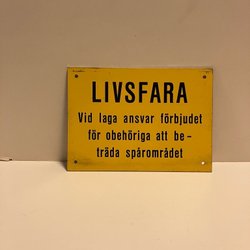 LIVSFARA
Vid laga ansvar förbjudet
för obehöriga att be-
träda spårområdet